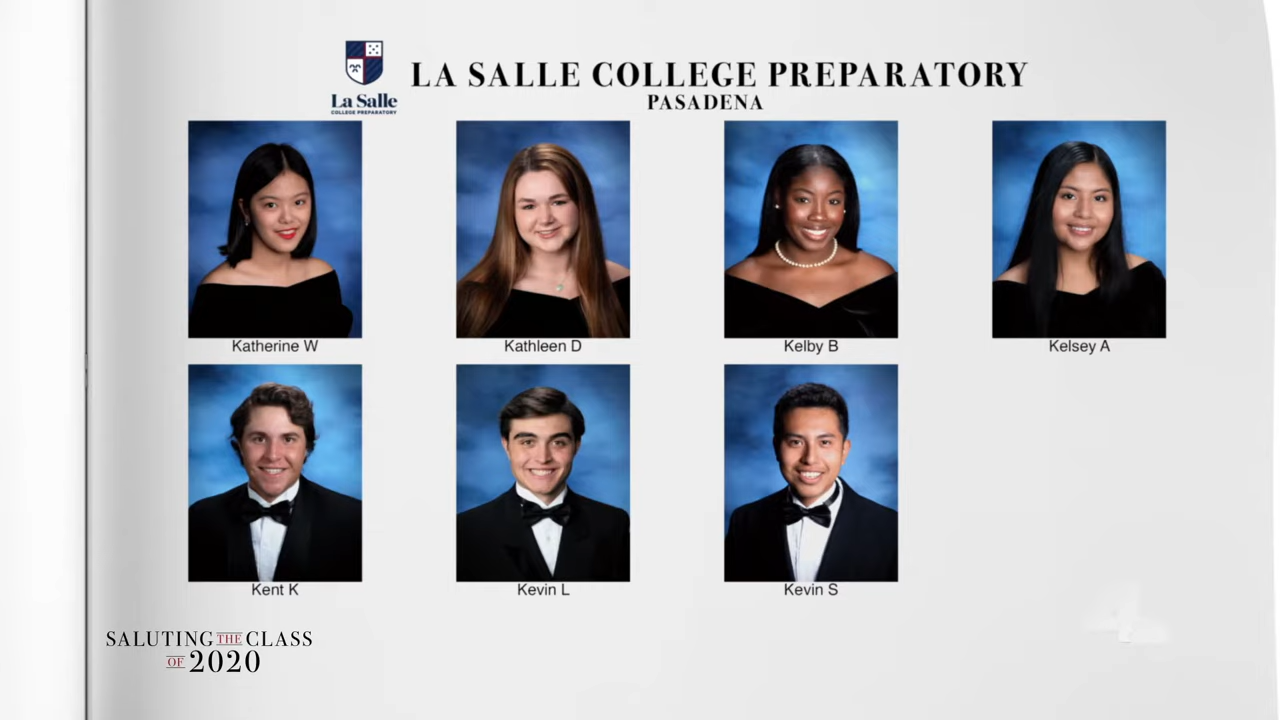 LA SALLE COLLEGE PREPARATORY
PASADENA
La Salle
COLLEGE PREPARATORY
Katherine W
Kathleen D
Kelby B
Kelsey A
Kent K
Kevin L
Kevin S
SALUTING THE CLASS
OF 2020
4